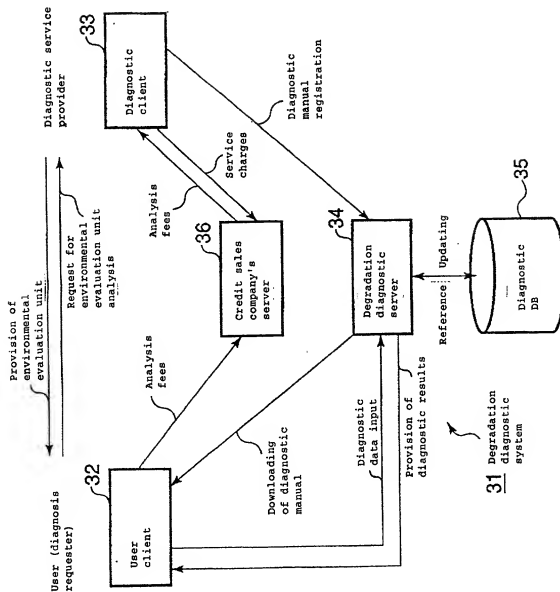 User (diagnosis
requester)
Diagnostic service
provider
Provision of
environmental
evaluation unit
Request for
environmental
evaluation unit
analysis
32
User
client
33
Diagnostic
client
Analysis
fees
Analysis
fees
Service
charges
36
Credit sales
company's
server
Diagnostic
manual
registration
Downloading
of diagnostic
manual
34
Degradation
diagnostic
server
Diagnostic
data input
Provision of
diagnostic results
Reference
Updating
35
Diagnostic
DB
31 Degradation
diagnostic
system